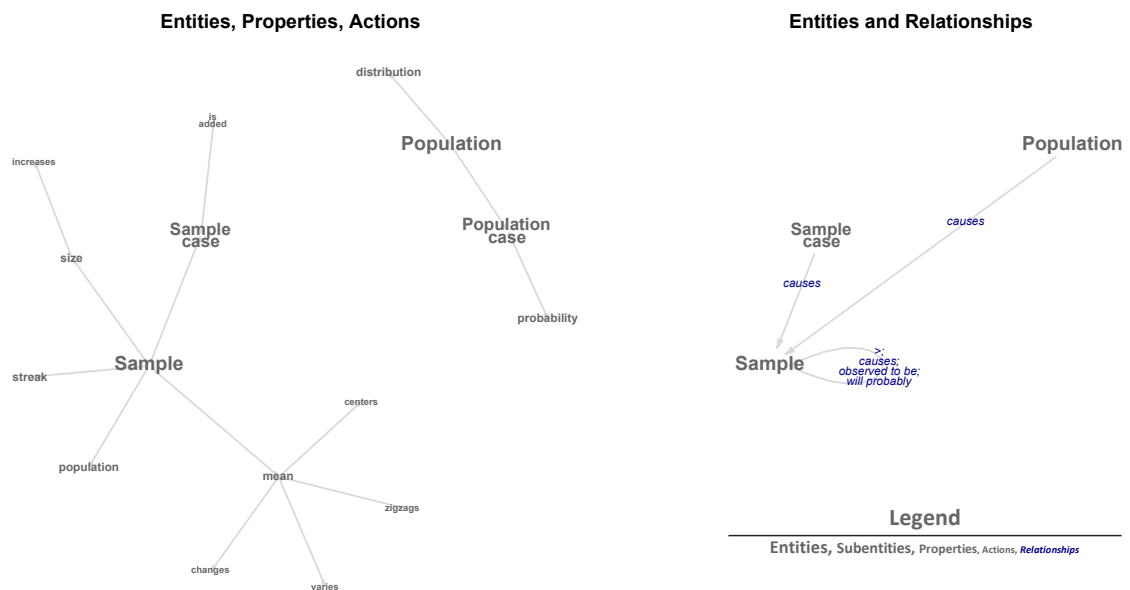 Entities, Properties, Actions
distribution
is
added
Population
increases
Sample
case
Population
case
size
probability
Sample
streak
centers
population
mean
zigzags
changes
varies
Entities and Relationships
Population
causes
Sample
case
causes
Sample
>;
causes;
observed to be;
will probably
Legend
Entities, Subentities, Properties, Actions, Relationships